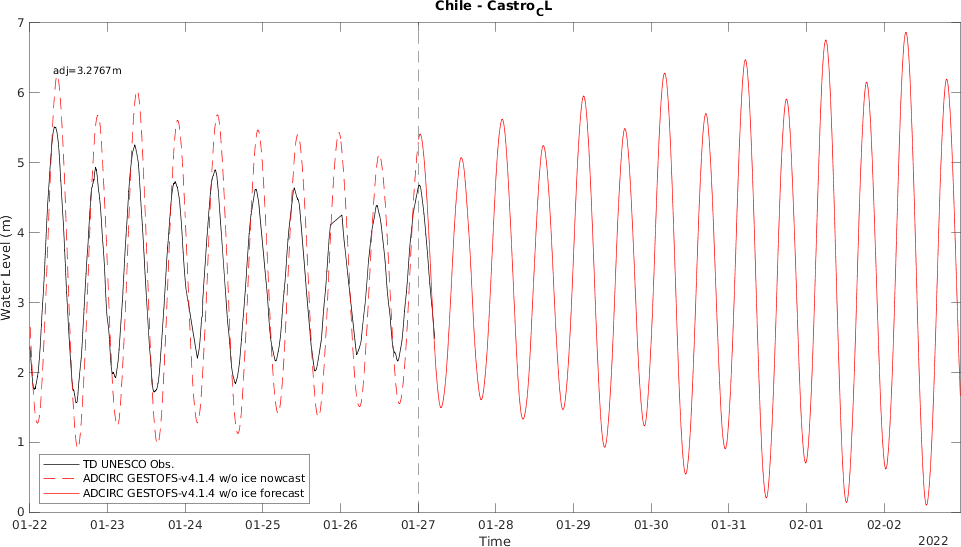 Chile - Castro_CL
7
adj=3.2767m
6
5
4
Water Level (m)
3
2
1
TD UNESCO Obs.
ADCIRC GESTOFS-v4.1.4 w/o ice nowcast
ADCIRC GESTOFS-v4.1.4 w/o ice forecast
0
01-22 01-23 01-24 01-25 01-26 01-27 01-28 01-29 01-30 01-31 02-01 02-02
Time
2022